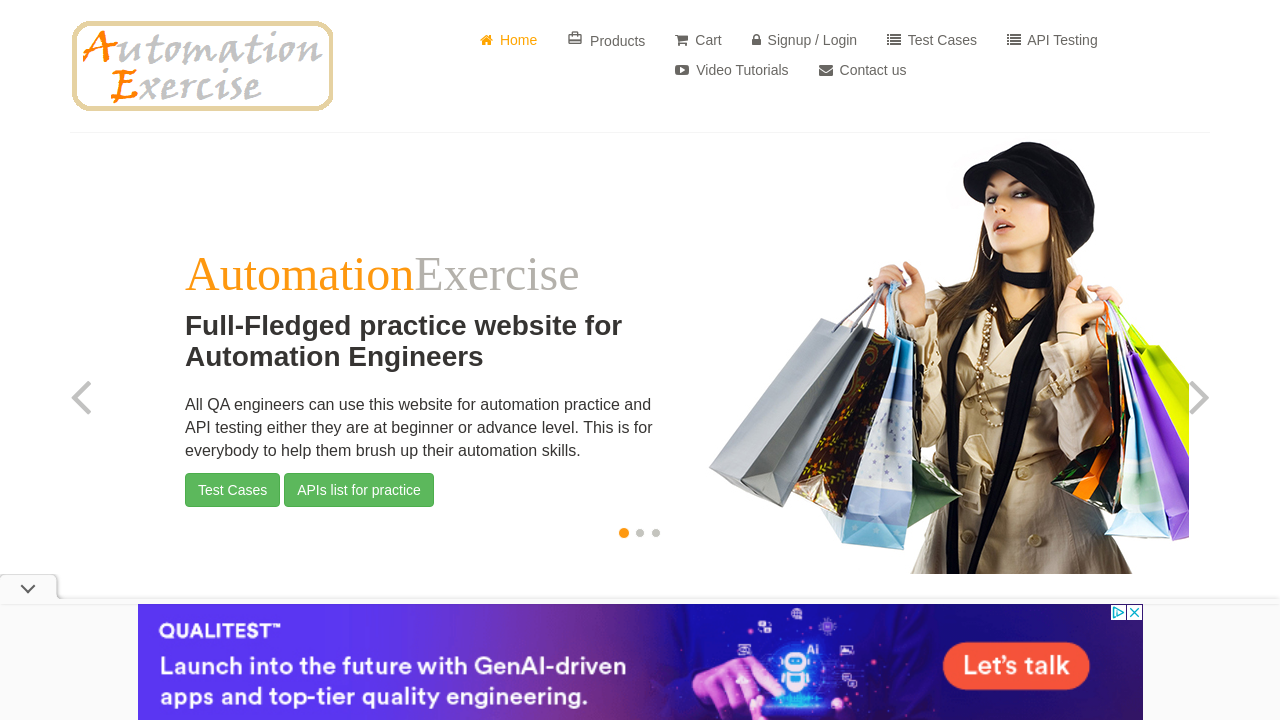 Automation
Exercise
Home Products Cart Signup / Login Test Cases API Testing
Video Tutorials Contact us
AutomationExercise
Full-Fledged practice website for
Automation Engineers
All QA engineers can use this website for automation practice and
API testing either they are at beginner or advance level. This is for
everybody to help them brush up their automation skills.
Test Cases APIs list for practice
QUALITEST™
Launch into the future with GenAI-driven
apps and top-tier quality engineering.
Ai
Let's talk